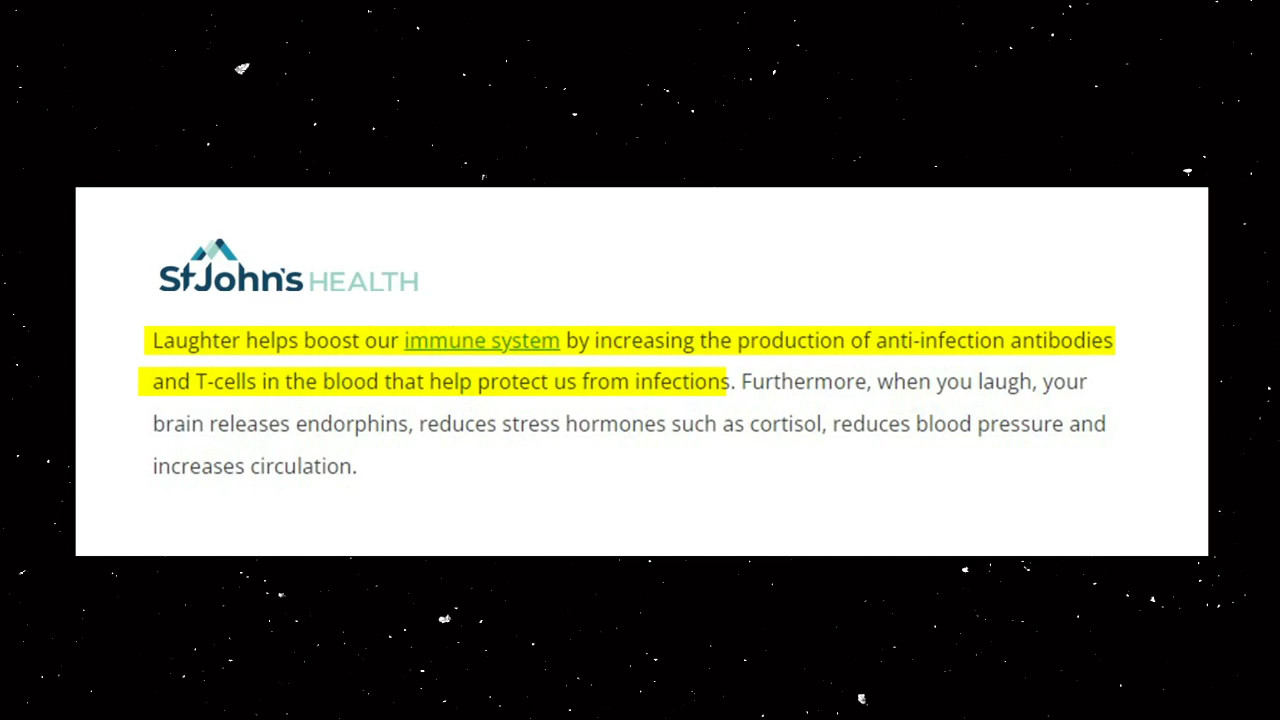 St John's HEALTH
Laughter helps boost our immune system by increasing the production of anti-infection antibodies
and T-cells in the blood that help protect us from infections. Furthermore, when you laugh, your
brain releases endorphins, reduces stress hormones such as cortisol, reduces blood pressure and
increases circulation.